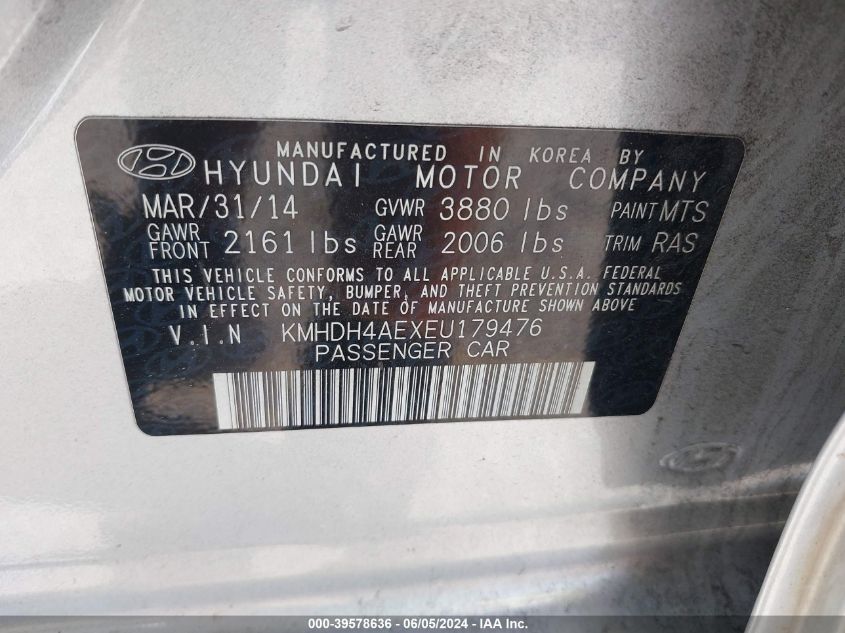 MANUFACTURED IN KOREA BY
HYUNDAI MOTOR COMPANY
MAR/31/14 GVWR 3880 lbs PAINT MTS
GAWR FRONT 2161 lbs GAWR REAR 2006 lbs TRIM RAS
THIS VEHICLE CONFORMS TO ALL APPLICABLE U.S.A. FEDERAL
MOTOR VEHICLE SAFETY, BUMPER, AND THEFT PREVENTION STANDARDS
IN EFFECT ON THE DATE OF MANUFACTURE SHOWN ABOVE
V.I.N KMHDH4AEXEU179476
PASSENGER CAR
000-39578636 - 06/05/2024 - IAA Inc.